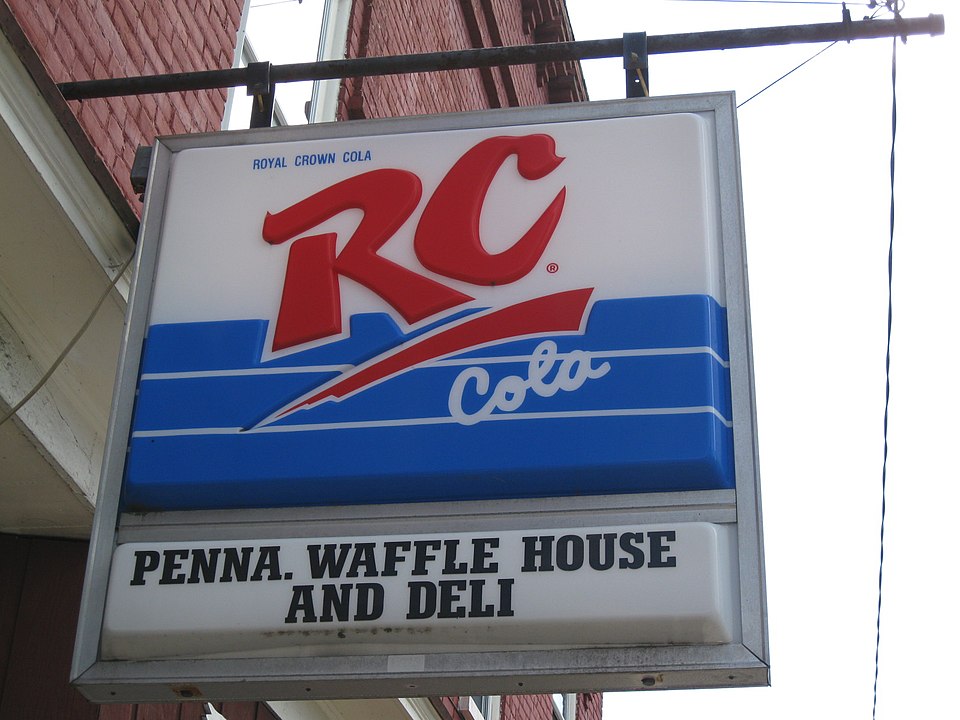 ROYAL CROWN COLA
RC®
Cola
PENNA. WAFFLE HOUSE
AND DELI